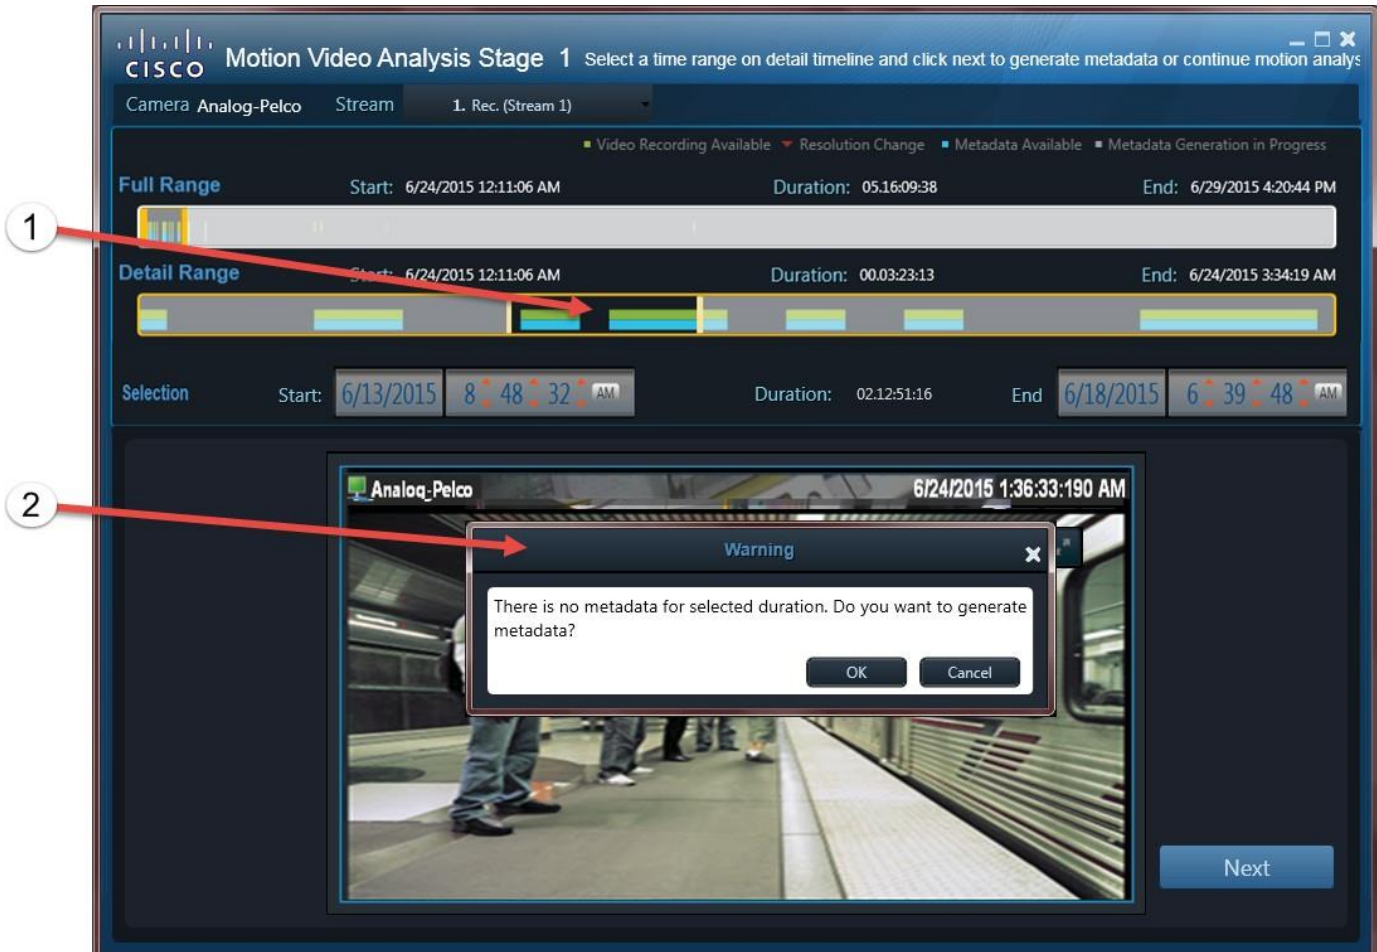 CISCO Motion Video Analysis Stage 1 Select a time range on detail timeline and click next to generate metadata or continue motion analys
Camera Analog-Pelco Stream 1. Rec. (Stream 1)
Video Recording Available Resolution Change Metadata Available Metadata Generation in Progress
Full Range Start: 6/24/2015 12:11:06 AM Duration: 05.16:09:38 End: 6/29/2015 4:20:44 PM
1
Detail Range Start: 6/24/2015 12:11:06 AM Duration: 00.03:23:13 End: 6/24/2015 3:34:19 AM
Selection Start: 6/13/2015 8 48 32 AM Duration: 02.12:51:16 End 6/18/2015 6 39 48 AM
Analog_Pelco 6/24/2015 1:36:33:190 AM
2
Warning
There is no metadata for selected duration. Do you want to generate
metadata?
OK Cancel
Next